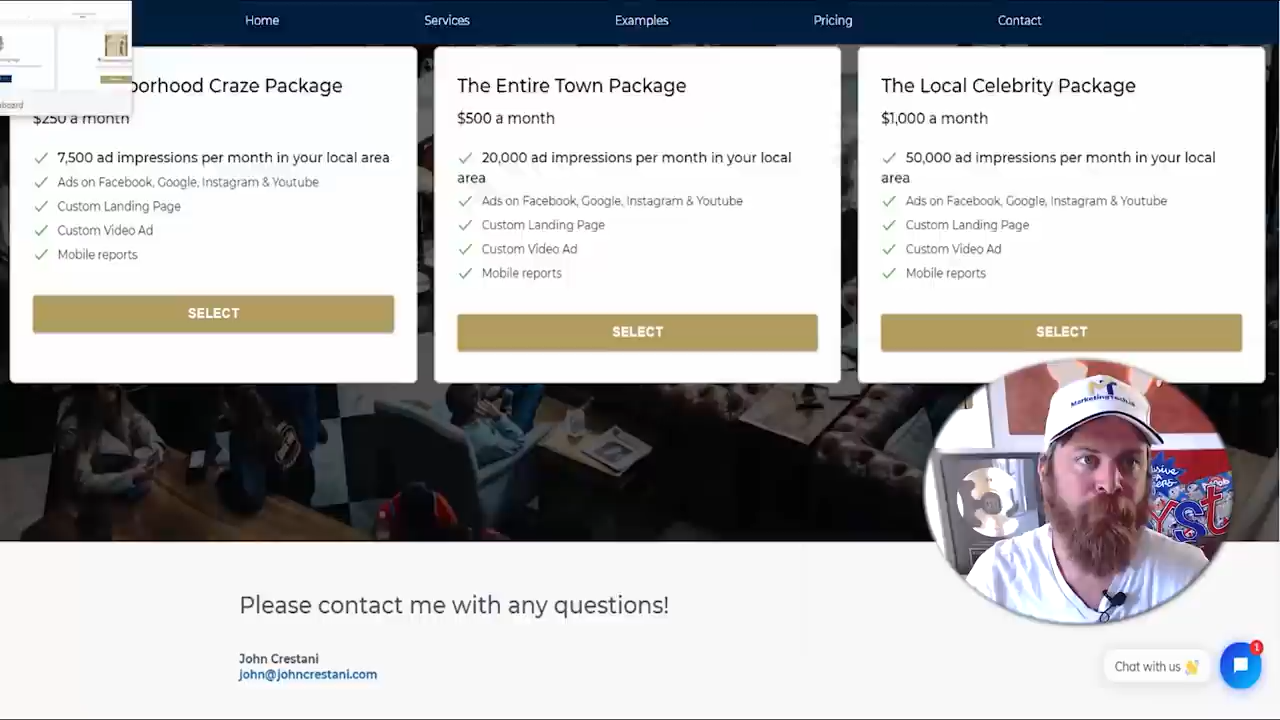 Home
Services
Examples
Pricing
Contact
Craze Package
$250 a month
7,500 ad impressions per month in your local area
Ads on Facebook, Google, Instagram & Youtube
Custom Landing Page
Custom Video Ad
Mobile reports
SELECT
The Entire Town Package
$500 a month
20,000 ad impressions per month in your local
area
Ads on Facebook, Google, Instagram & Youtube
Custom Landing Page
Custom Video Ad
Mobile reports
SELECT
The Local Celebrity Package
$1,000 a month
50,000 ad impressions per month in your local
area
Ads on Facebook, Google, Instagram & Youtube
Custom Landing Page
Custom Video Ad
Mobile reports
SELECT
Please contact me with any questions!
John Crestani
john@johncrestani.com
Chat with us 👋
1